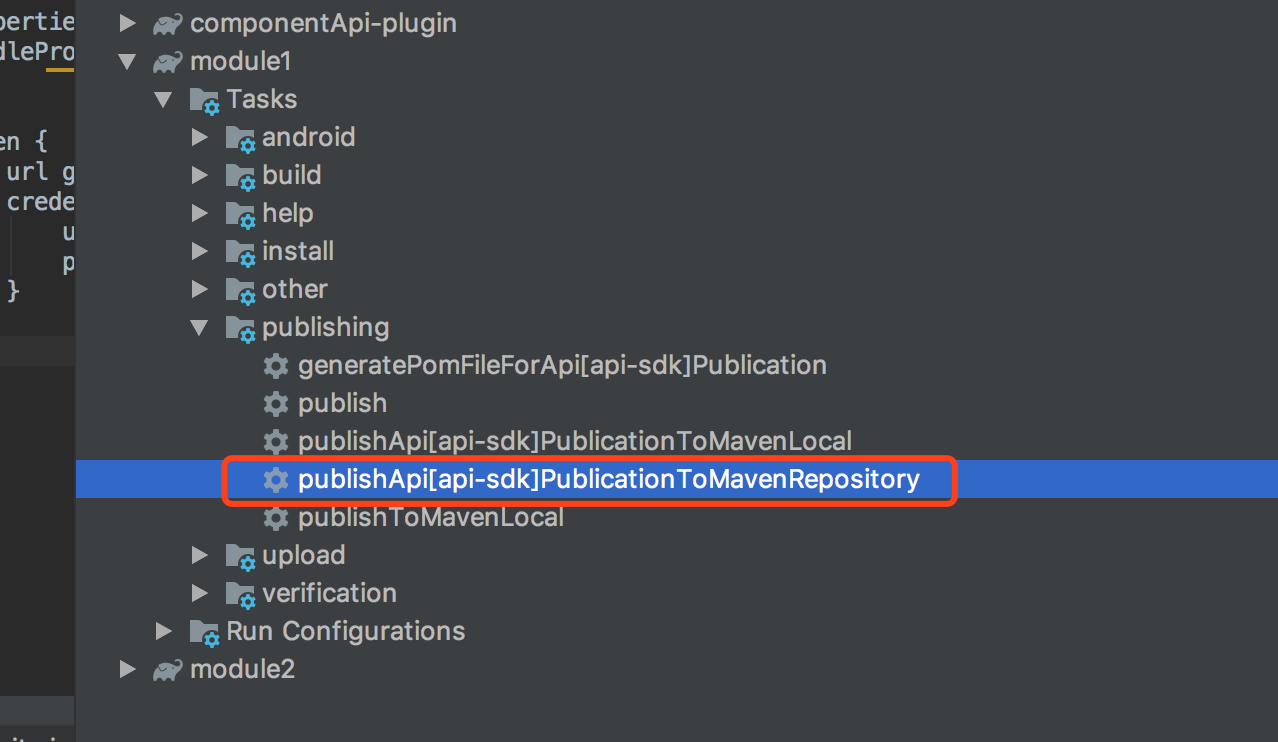 pertie
dlePro
en {
url g
crede
u
p
}
componentApi-plugin
module1
Tasks
android
build
help
install
other
publishing
generatePomFileForApi[api-sdk]Publication
publish
publishApi[api-sdk]PublicationToMavenLocal
publishApi[api-sdk]PublicationToMavenRepository
publishToMavenLocal
upload
verification
Run Configurations
module2